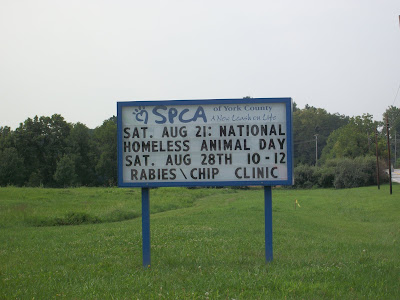 SPCA of York County
A New Leash on Life
SAT. AUG 21: NATIONAL
HOMELESS ANIMAL DAY
SAT. AUG 28TH 10-12
RABIES\CHIP CLINIC